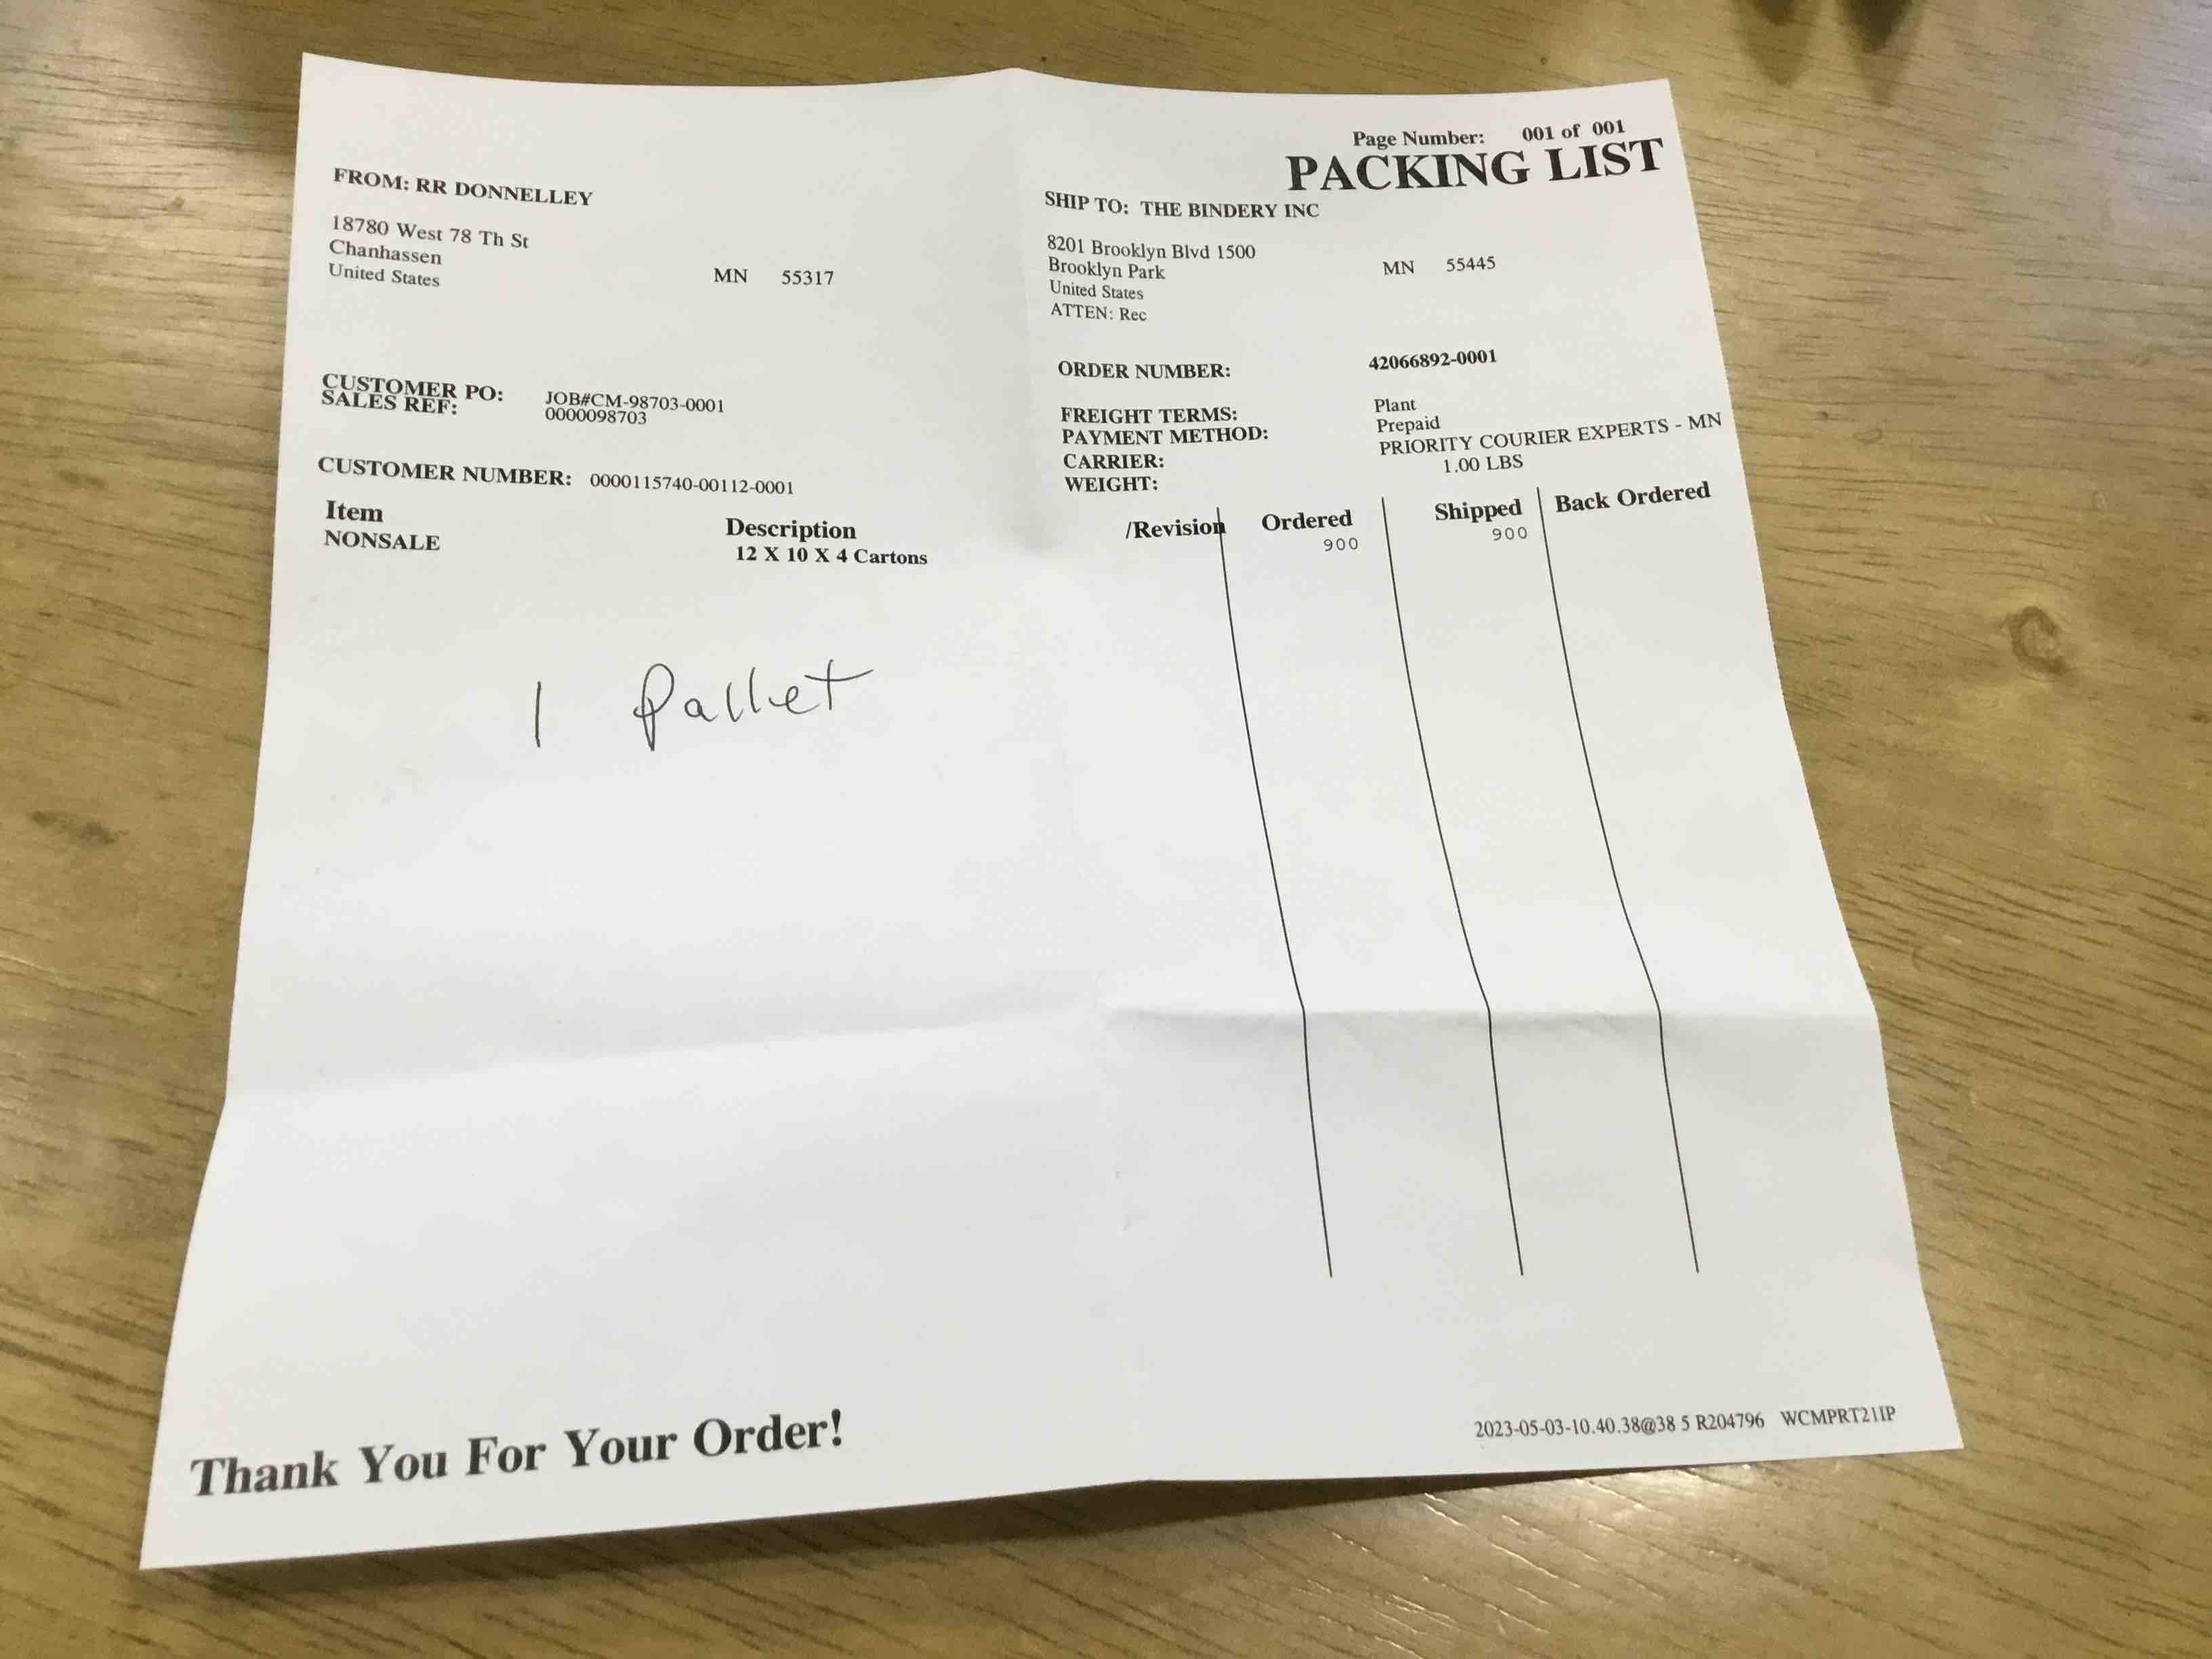 Page Number: 001 of 001
PACKING LIST
FROM: RR DONNELLEY
18780 West 78 Th St
Chanhassen
United States
MN 55317
SHIP TO: THE BINDERY INC
8201 Brooklyn Blvd 1500
Brooklyn Park
United States
ATTEN: Rec
MN 55445
CUSTOMER PO: JOB#CM-98703-0001
SALES REF: 0000098703
CUSTOMER NUMBER: 0000115740-00112-0001
ORDER NUMBER: 42066892-0001
FREIGHT TERMS: Plant
PAYMENT METHOD: Prepaid
CARRIER: PRIORITY COURIER EXPERTS - MN
WEIGHT: 1.00 LBS
Item Description /Revision Ordered Shipped Back Ordered
NONSALE 12 X 10 X 4 Cartons 900 900
1 Pallet
Thank You For Your Order!
2023-05-03-10.40.38@38 5 R204796 WCMPRT21IP